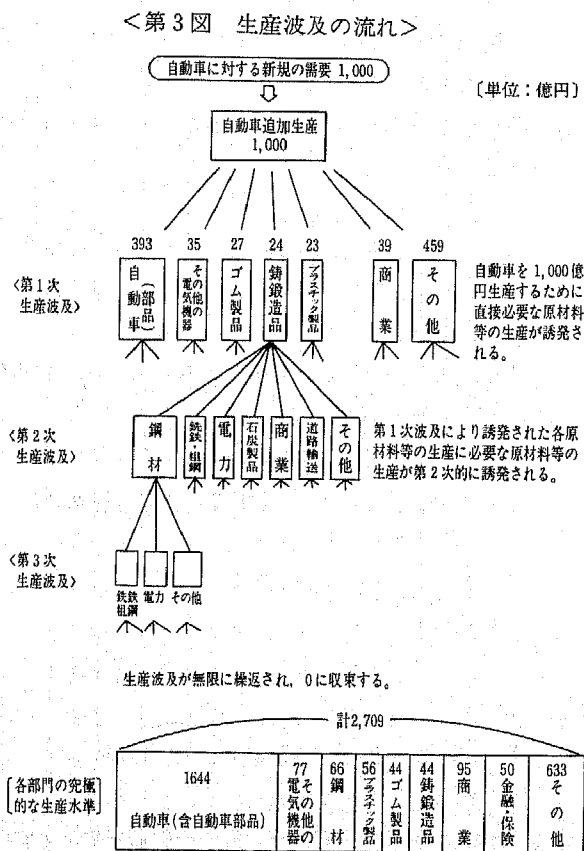 ＜第3図　生産波及の流れ＞
自動車に対する新規の需要 1,000
〔単位：億円〕
自動車追加生産
1,000
393 35 27 24 23 39 459
＜第1次
生産波及＞
自動車（部品）
その他の電気機器
ゴム製品
鋳鍛造品
プラスチック製品
商業
その他
自動車を1,000億
円生産するために
直接必要な原材料
等の生産が誘発さ
れる。
＜第2次
生産波及＞
鋼材
銑鉄・粗鋼
電力
石炭製品
商業
道路輸送
その他
第1次波及により誘発された各原
材料等の生産に必要な原材料等の
生産が第2次的に誘発される。
＜第3次
生産波及＞
銑鉄
粗鋼
電力
その他
生産波及が無限に繰返され，0に収束する。
計2,709
〔各部門の究極
的な生産水準〕
1644
自動車(含自動車部品)
77
その他の電気機器の
66
鋼材
56
プラスチック製品
44
ゴム製品
44
鋳鍛造品
95
商業
50
金融・保険
633
その他